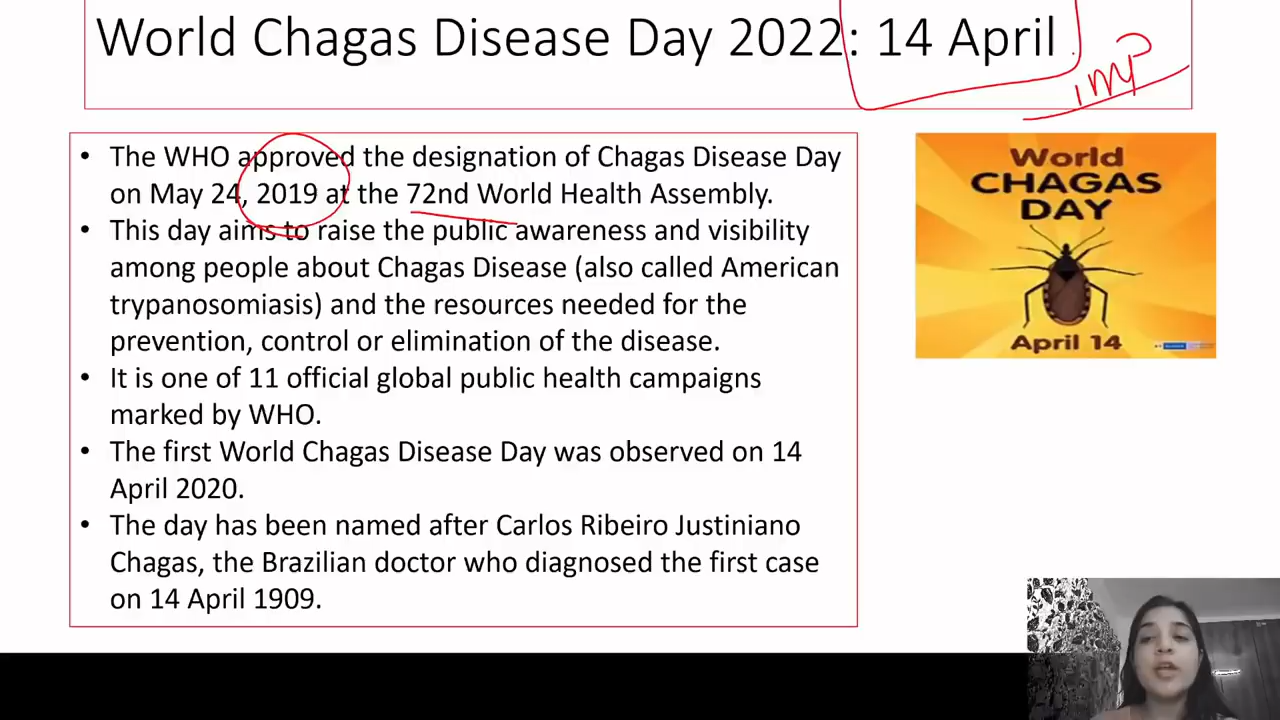 World Chagas Disease Day 2022: 14 April
imp
• The WHO approved the designation of Chagas Disease Day
on May 24, 2019 at the 72nd World Health Assembly.
• This day aims to raise the public awareness and visibility
among people about Chagas Disease (also called American
trypanosomiasis) and the resources needed for the
prevention, control or elimination of the disease.
• It is one of 11 official global public health campaigns
marked by WHO.
• The first World Chagas Disease Day was observed on 14
April 2020.
• The day has been named after Carlos Ribeiro Justiniano
Chagas, the Brazilian doctor who diagnosed the first case
on 14 April 1909.
World
CHAGAS
DAY
April 14